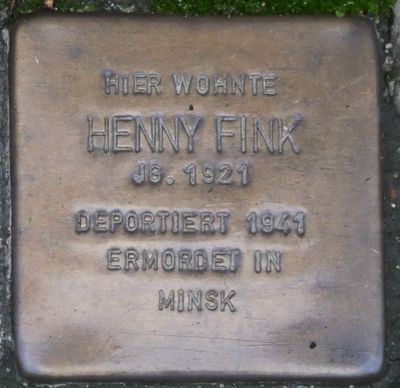 HIER WOHNTE
HENNY FINK
JG. 1921
DEPORTIERT 1941
ERMORDET IN
MINSK